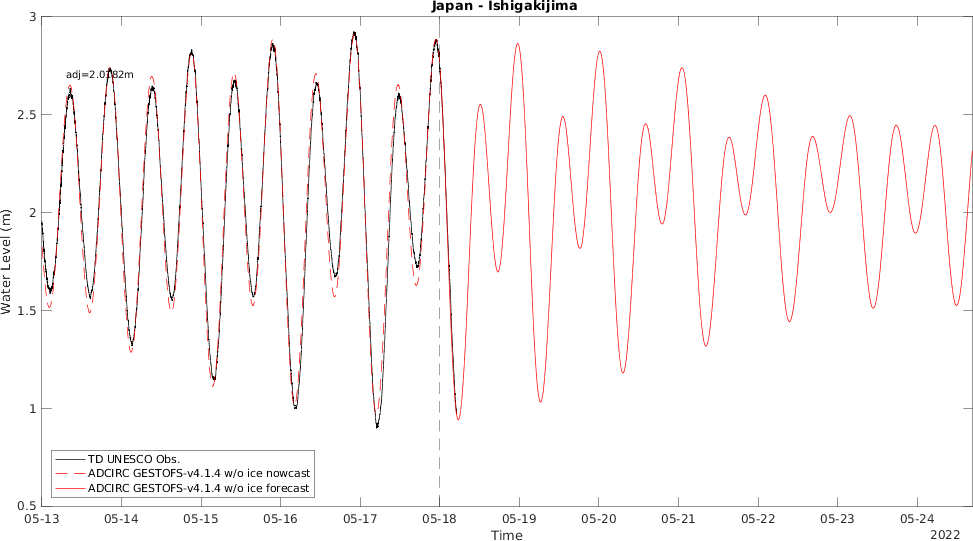 Japan - Ishigakijima
3
adj=2.0182m
2.5
2
Water Level (m)
1.5
1
TD UNESCO Obs.
ADCIRC GESTOFS-v4.1.4 w/o ice nowcast
ADCIRC GESTOFS-v4.1.4 w/o ice forecast
0.5
05-13 05-14 05-15 05-16 05-17 05-18 05-19 05-20 05-21 05-22 05-23 05-24
Time
2022